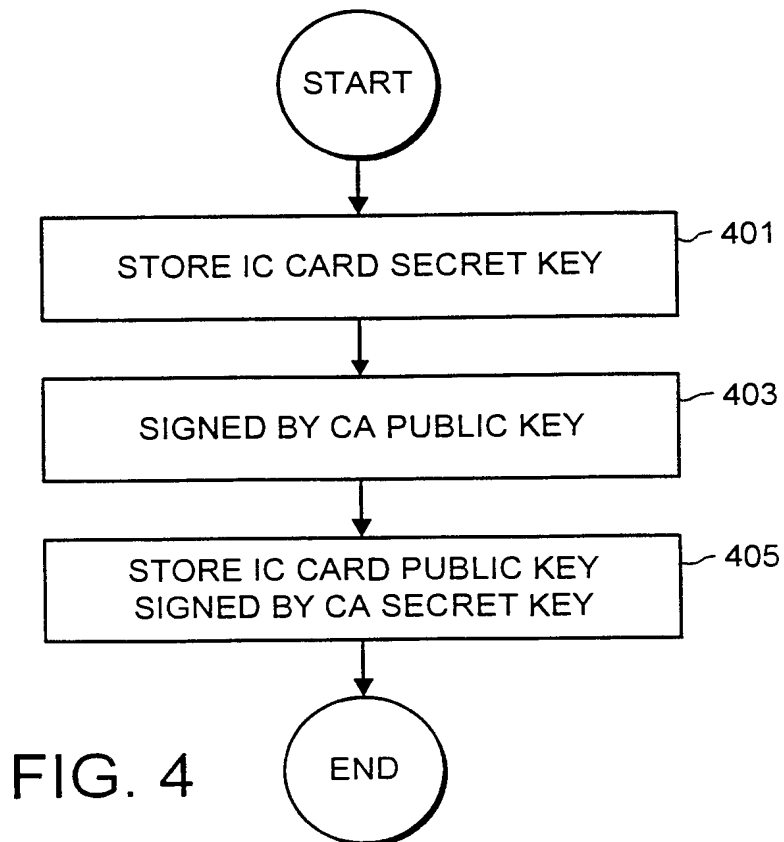 START
STORE IC CARD SECRET KEY
401
SIGNED BY CA PUBLIC KEY
403
STORE IC CARD PUBLIC KEY
SIGNED BY CA SECRET KEY
405
END
FIG. 4